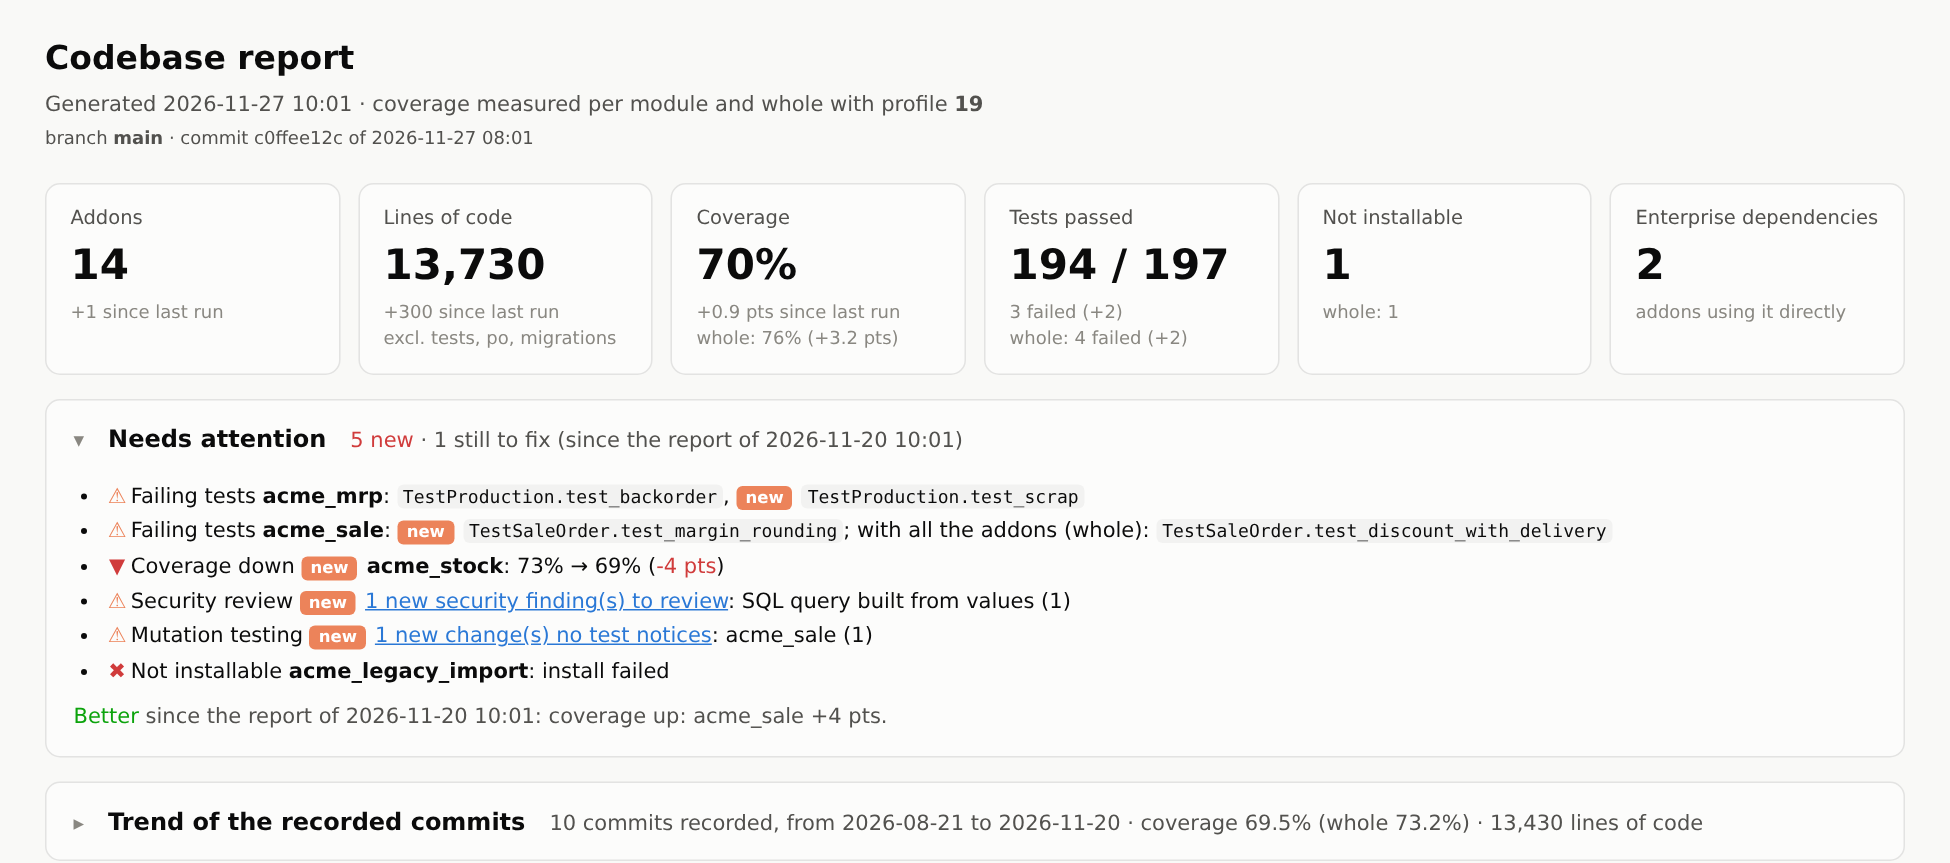 Codebase report
Generated 2026-11-27 10:01 · coverage measured per module and whole with profile 19
branch main · commit c0ffee12c of 2026-11-27 08:01
Addons
14
+1 since last run
Lines of code
13,730
+300 since last run
excl. tests, po, migrations
Coverage
70%
+0.9 pts since last run
whole: 76% (+3.2 pts)
Tests passed
194 / 197
3 failed (+2)
whole: 4 failed (+2)
Not installable
1
whole: 1
Enterprise dependencies
2
addons using it directly
▾ Needs attention 5 new · 1 still to fix (since the report of 2026-11-20 10:01)
• ⚠ Failing tests acme_mrp: TestProduction.test_backorder, new TestProduction.test_scrap
• ⚠ Failing tests acme_sale: new TestSaleOrder.test_margin_rounding; with all the addons (whole): TestSaleOrder.test_discount_with_delivery
• ▼ Coverage down new acme_stock: 73% → 69% (-4 pts)
• ⚠ Security review new 1 new security finding(s) to review: SQL query built from values (1)
• ⚠ Mutation testing new 1 new change(s) no test notices: acme_sale (1)
• ✖ Not installable acme_legacy_import: install failed
Better since the report of 2026-11-20 10:01: coverage up: acme_sale +4 pts.
▸ Trend of the recorded commits 10 commits recorded, from 2026-08-21 to 2026-11-20 · coverage 69.5% (whole 73.2%) · 13,430 lines of code